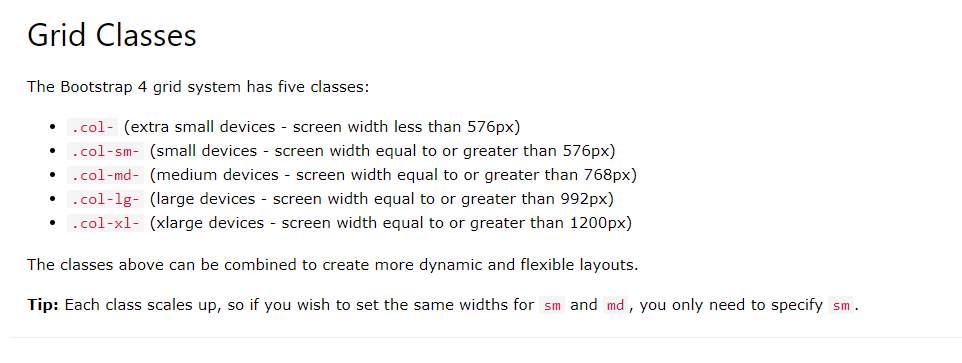 Grid Classes
The Bootstrap 4 grid system has five classes:
• .col- (extra small devices - screen width less than 576px)
• .col-sm- (small devices - screen width equal to or greater than 576px)
• .col-md- (medium devices - screen width equal to or greater than 768px)
• .col-lg- (large devices - screen width equal to or greater than 992px)
• .col-xl- (xlarge devices - screen width equal to or greater than 1200px)
The classes above can be combined to create more dynamic and flexible layouts.
Tip: Each class scales up, so if you wish to set the same widths for sm and md, you only need to specify sm.